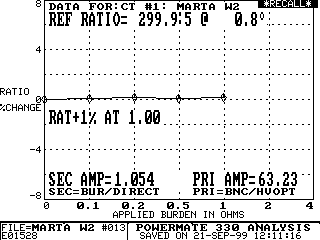 DATA FOR:CT #1: MARTA W2 *RECALL*
REF RATIO= 299.9:5 @ 0.8°
8
4
RATIO
%CHANGE
0
RAT+1% AT 1.00
-4
SEC AMP=1.054 PRI AMP=63.23
SEC=BUR/DIRECT PRI=BNC/HVOPT
-8
0 0.1 0.2 0.5 1 2 4
APPLIED BURDEN IN OHMS
FILE=MARTA W2 #013 POWERMATE 330 ANALYSIS
E01528 SAVED ON 21-SEP-99 12:11:16